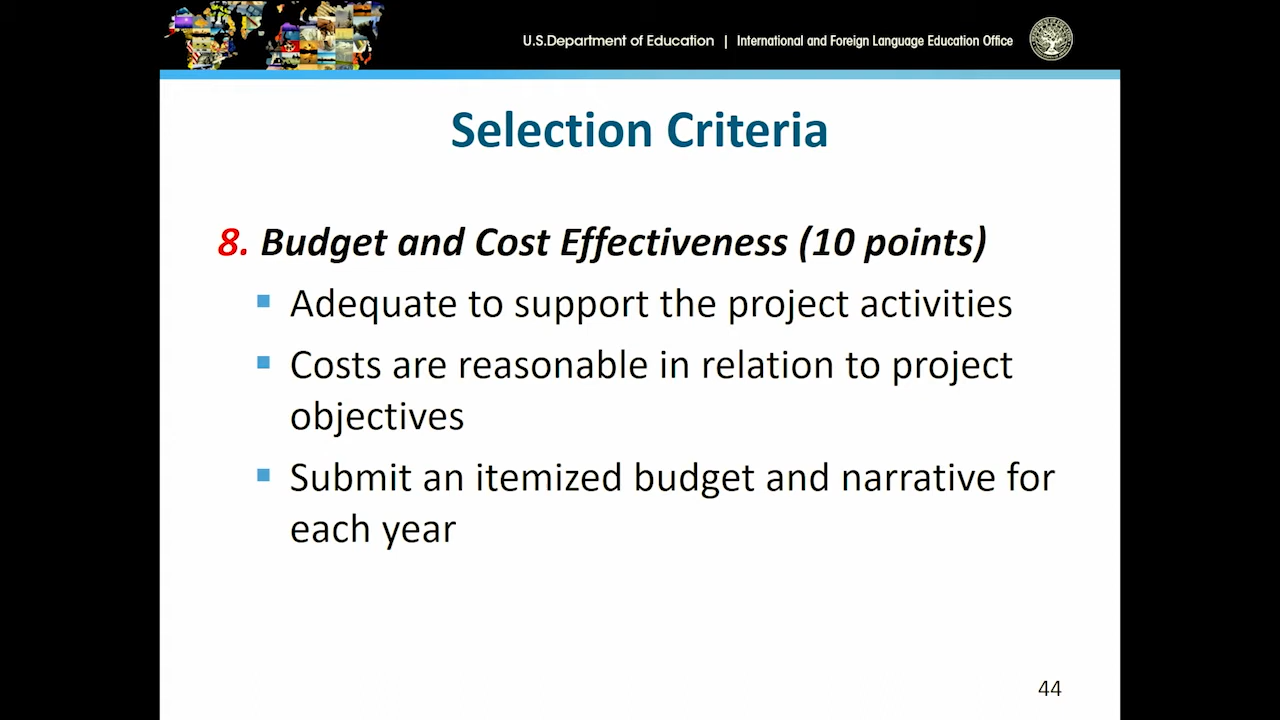 U.S.Department of Education | International and Foreign Language Education Office
Selection Criteria
8. Budget and Cost Effectiveness (10 points)
▪ Adequate to support the project activities
▪ Costs are reasonable in relation to project
objectives
▪ Submit an itemized budget and narrative for
each year
44